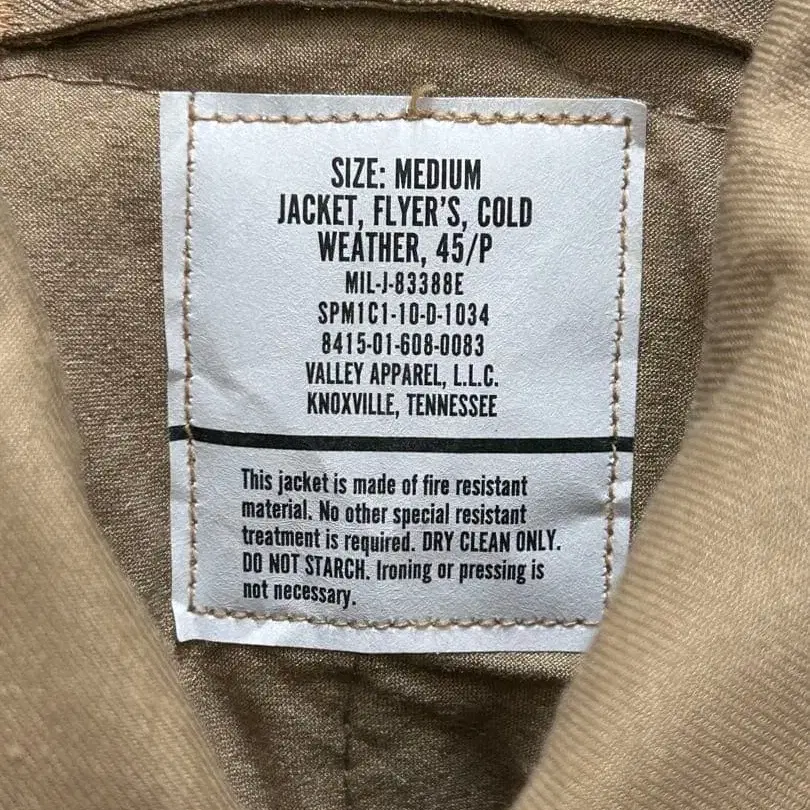 SIZE: MEDIUM
JACKET, FLYER'S, COLD
WEATHER, 45/P
MIL-J-83388E
SPM1C1-10-D-1034
8415-01-608-0083
VALLEY APPAREL, L.L.C.
KNOXVILLE, TENNESSEE
This jacket is made of fire resistant
material. No other special resistant
treatment is required. DRY CLEAN ONLY.
DO NOT STARCH. Ironing or pressing is
not necessary.